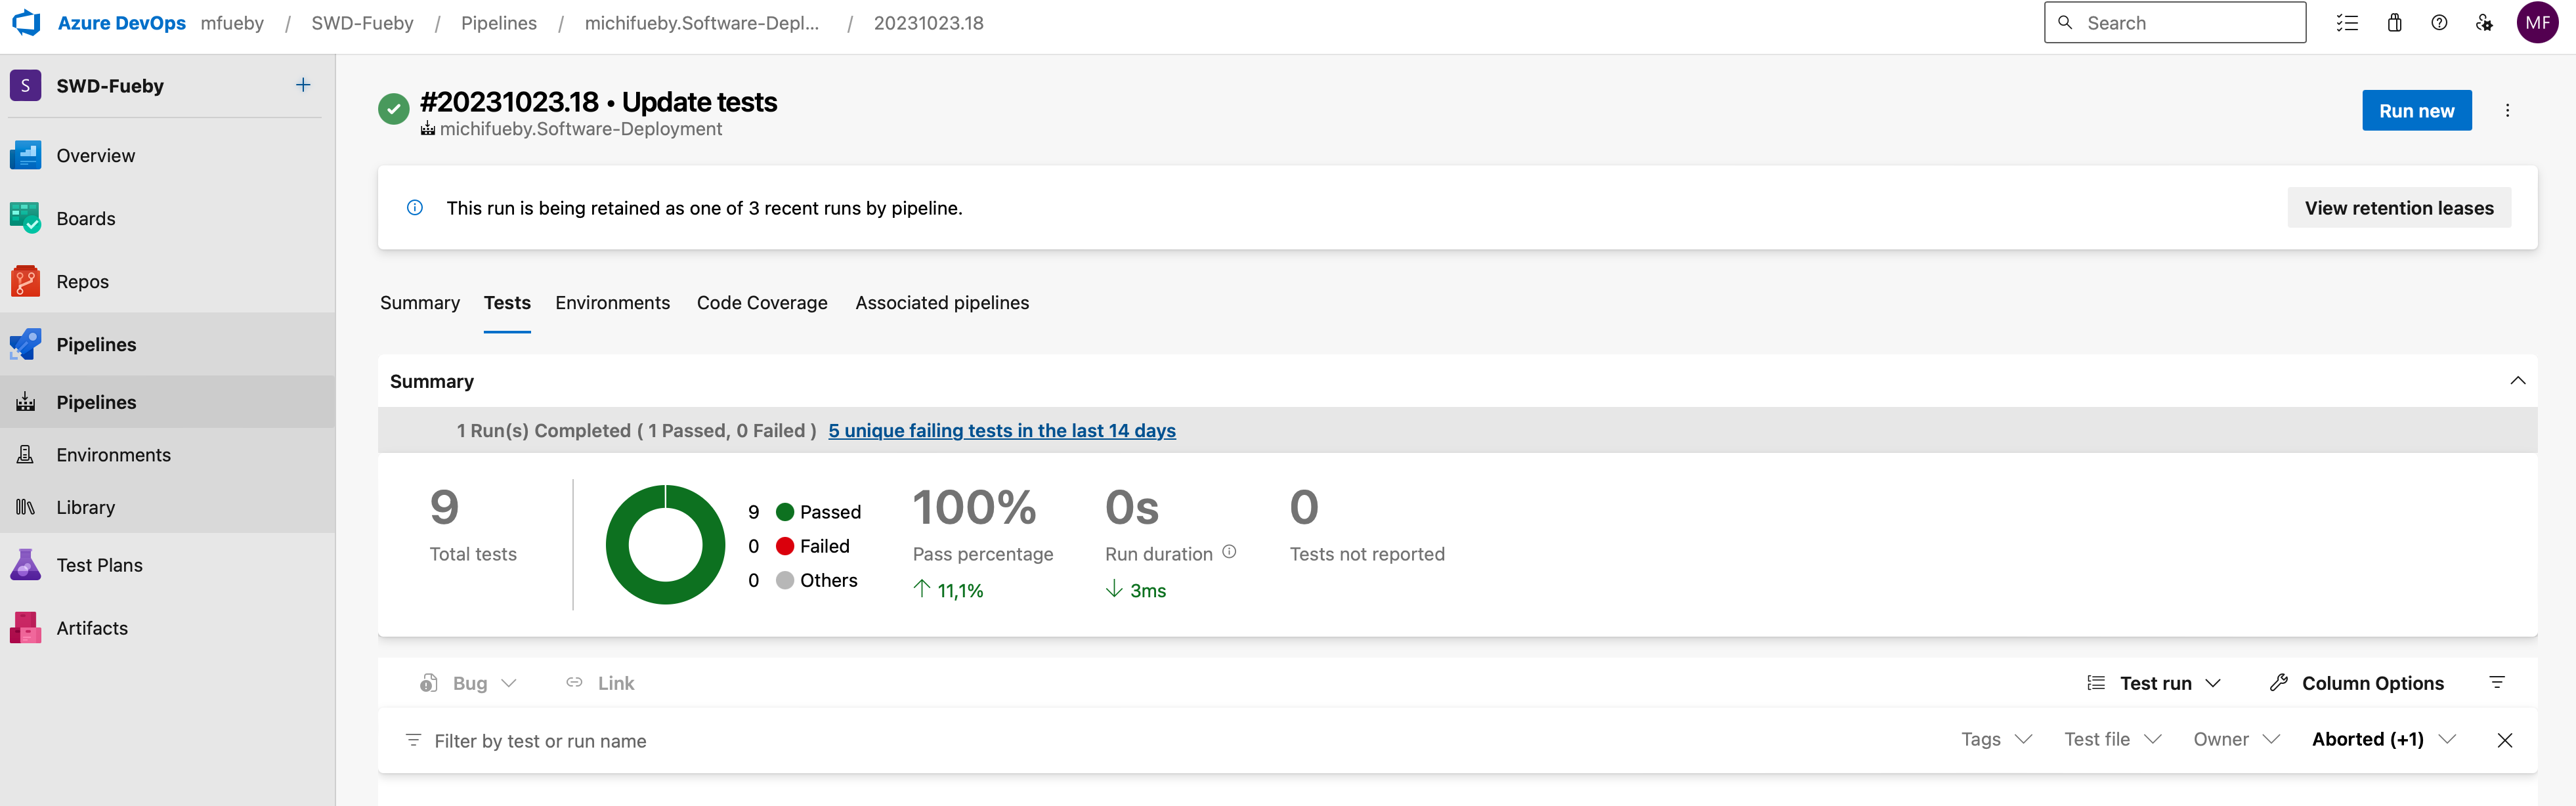 Azure DevOps mfueby / SWD-Fueby / Pipelines / michifueby.Software-Depl... / 20231023.18
Search
MF
S SWD-Fueby +
Overview
Boards
Repos
Pipelines
Pipelines
Environments
Library
Test Plans
Artifacts
#20231023.18 • Update tests
michifueby.Software-Deployment
Run new
This run is being retained as one of 3 recent runs by pipeline.
View retention leases
Summary Tests Environments Code Coverage Associated pipelines
Summary
1 Run(s) Completed ( 1 Passed, 0 Failed ) 5 unique failing tests in the last 14 days
9
Total tests
9 Passed
0 Failed
0 Others
100%
Pass percentage
11,1%
0s
Run duration
3ms
0
Tests not reported
Bug Link
Test run Column Options
Filter by test or run name
Tags Test file Owner Aborted (+1)